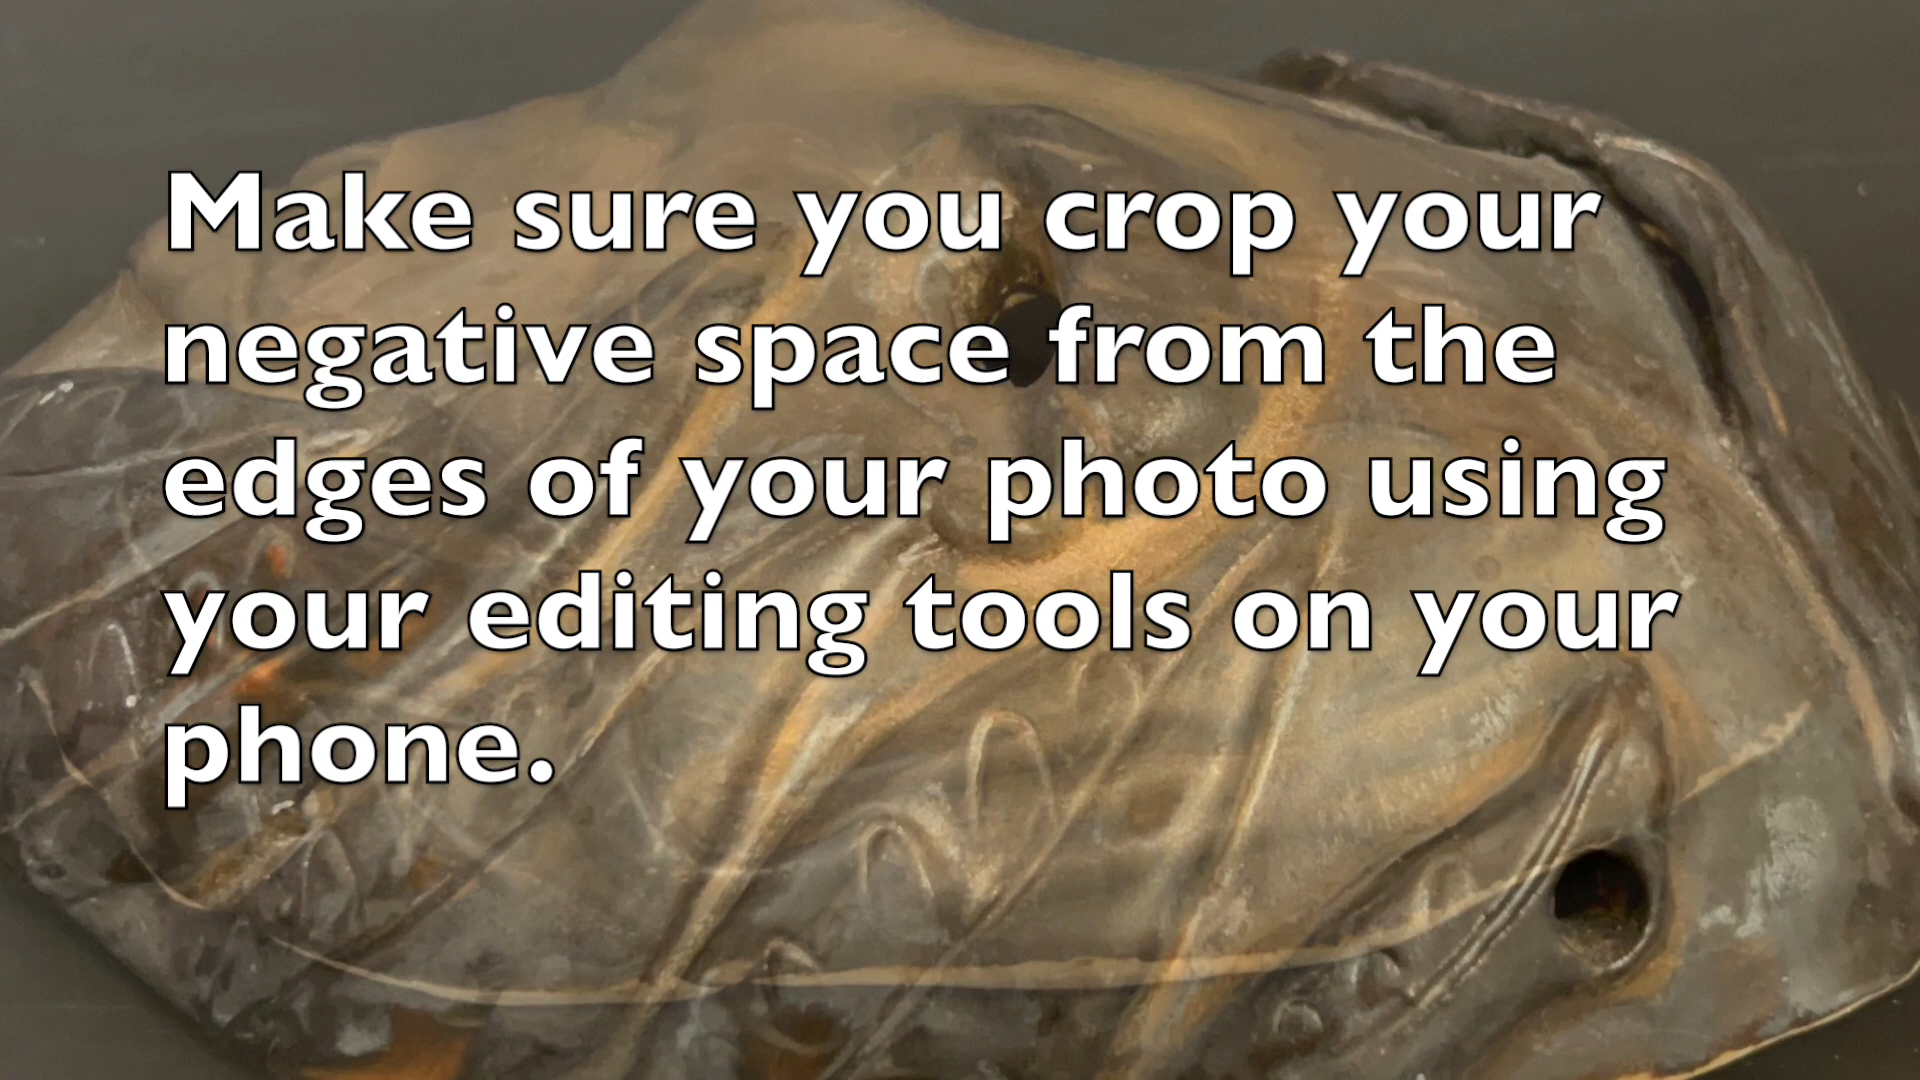 Make sure you crop your
negative space from the
edges of your photo using
your editing tools on your
phone.